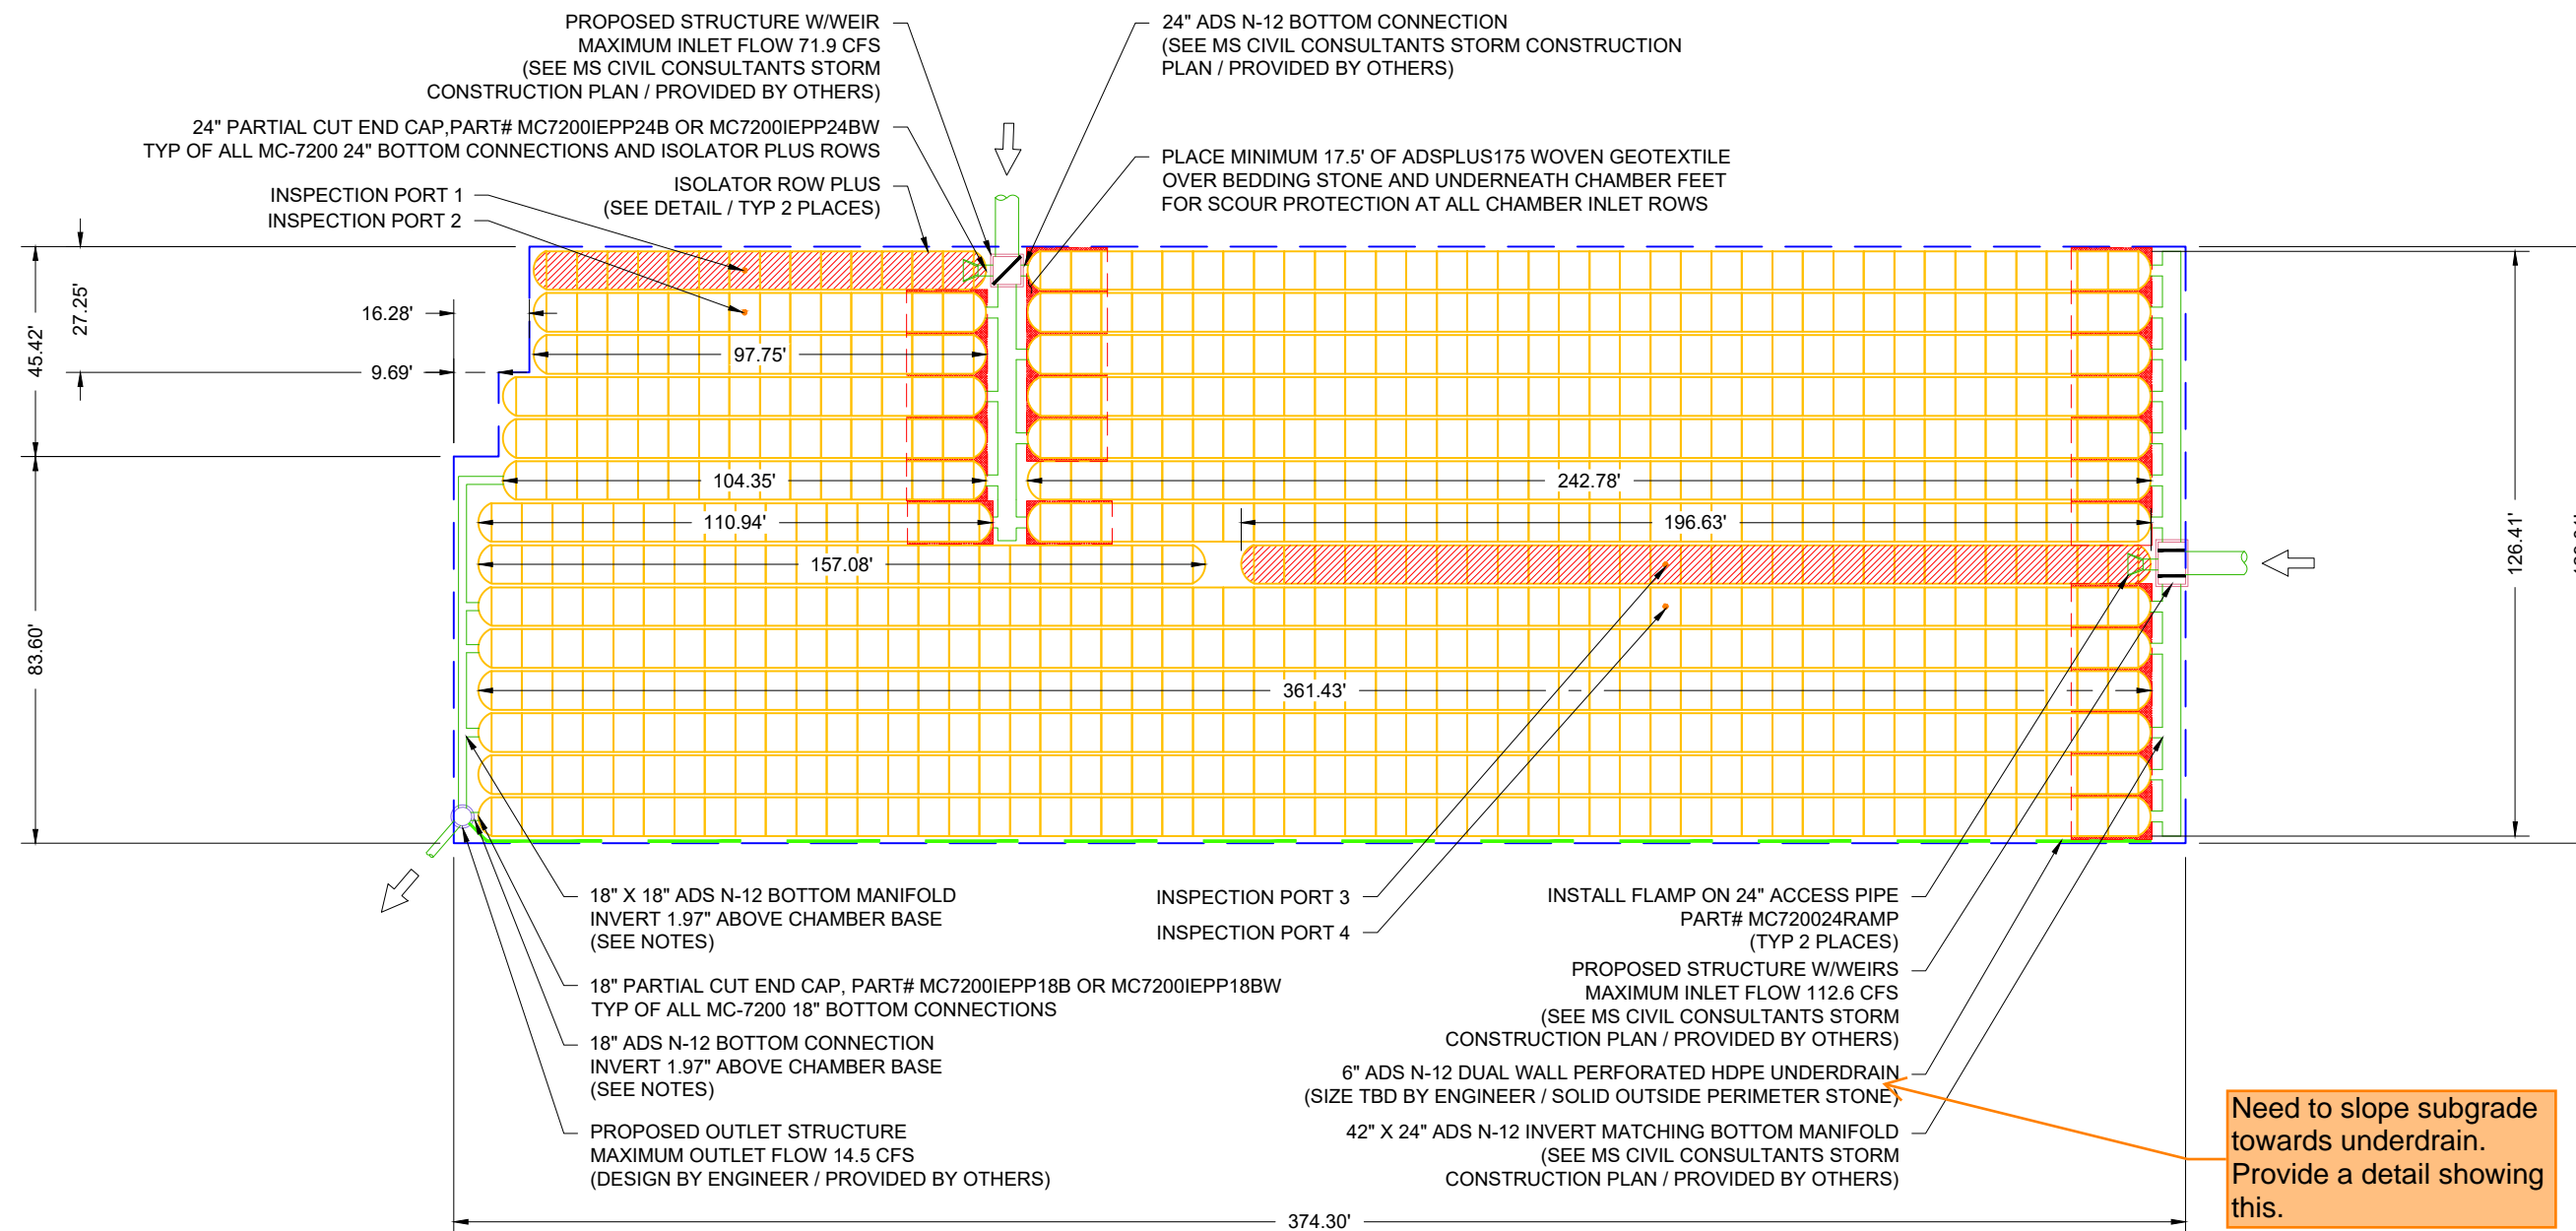 PROPOSED STRUCTURE W/WEIR
MAXIMUM INLET FLOW 71.9 CFS
(SEE MS CIVIL CONSULTANTS STORM
CONSTRUCTION PLAN / PROVIDED BY OTHERS)
24" PARTIAL CUT END CAP,PART# MC7200IEPP24B OR MC7200IEPP24BW
TYP OF ALL MC-7200 24" BOTTOM CONNECTIONS AND ISOLATOR PLUS ROWS
ISOLATOR ROW PLUS
(SEE DETAIL / TYP 2 PLACES)
INSPECTION PORT 1
INSPECTION PORT 2
24" ADS N-12 BOTTOM CONNECTION
(SEE MS CIVIL CONSULTANTS STORM CONSTRUCTION
PLAN / PROVIDED BY OTHERS)
PLACE MINIMUM 17.5' OF ADSPLUS175 WOVEN GEOTEXTILE
OVER BEDDING STONE AND UNDERNEATH CHAMBER FEET
FOR SCOUR PROTECTION AT ALL CHAMBER INLET ROWS
45.42'
27.25'
16.28'
9.69'
83.60'
97.75'
104.35'
110.94'
157.08'
242.78'
196.63'
361.43'
126.41'
18" X 18" ADS N-12 BOTTOM MANIFOLD
INVERT 1.97" ABOVE CHAMBER BASE
(SEE NOTES)
18" PARTIAL CUT END CAP, PART# MC7200IEPP18B OR MC7200IEPP18BW
TYP OF ALL MC-7200 18" BOTTOM CONNECTIONS
18" ADS N-12 BOTTOM CONNECTION
INVERT 1.97" ABOVE CHAMBER BASE
(SEE NOTES)
PROPOSED OUTLET STRUCTURE
MAXIMUM OUTLET FLOW 14.5 CFS
(DESIGN BY ENGINEER / PROVIDED BY OTHERS)
INSPECTION PORT 3
INSPECTION PORT 4
INSTALL FLAMP ON 24" ACCESS PIPE
PART# MC720024RAMP
(TYP 2 PLACES)
PROPOSED STRUCTURE W/WEIRS
MAXIMUM INLET FLOW 112.6 CFS
(SEE MS CIVIL CONSULTANTS STORM
CONSTRUCTION PLAN / PROVIDED BY OTHERS)
6" ADS N-12 DUAL WALL PERFORATED HDPE UNDERDRAIN
(SIZE TBD BY ENGINEER / SOLID OUTSIDE PERIMETER STONE)
42" X 24" ADS N-12 INVERT MATCHING BOTTOM MANIFOLD
(SEE MS CIVIL CONSULTANTS STORM
CONSTRUCTION PLAN / PROVIDED BY OTHERS)
Need to slope subgrade
towards underdrain.
Provide a detail showing
this.
374.30'